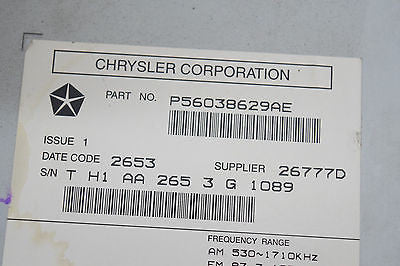 CHRYSLER CORPORATION
PART NO. P56038629AE
ISSUE 1
DATE CODE 2653 SUPPLIER 26777D
S/N T H1 AA 265 3 G 1089
FREQUENCY RANGE
AM 530~1710KHz